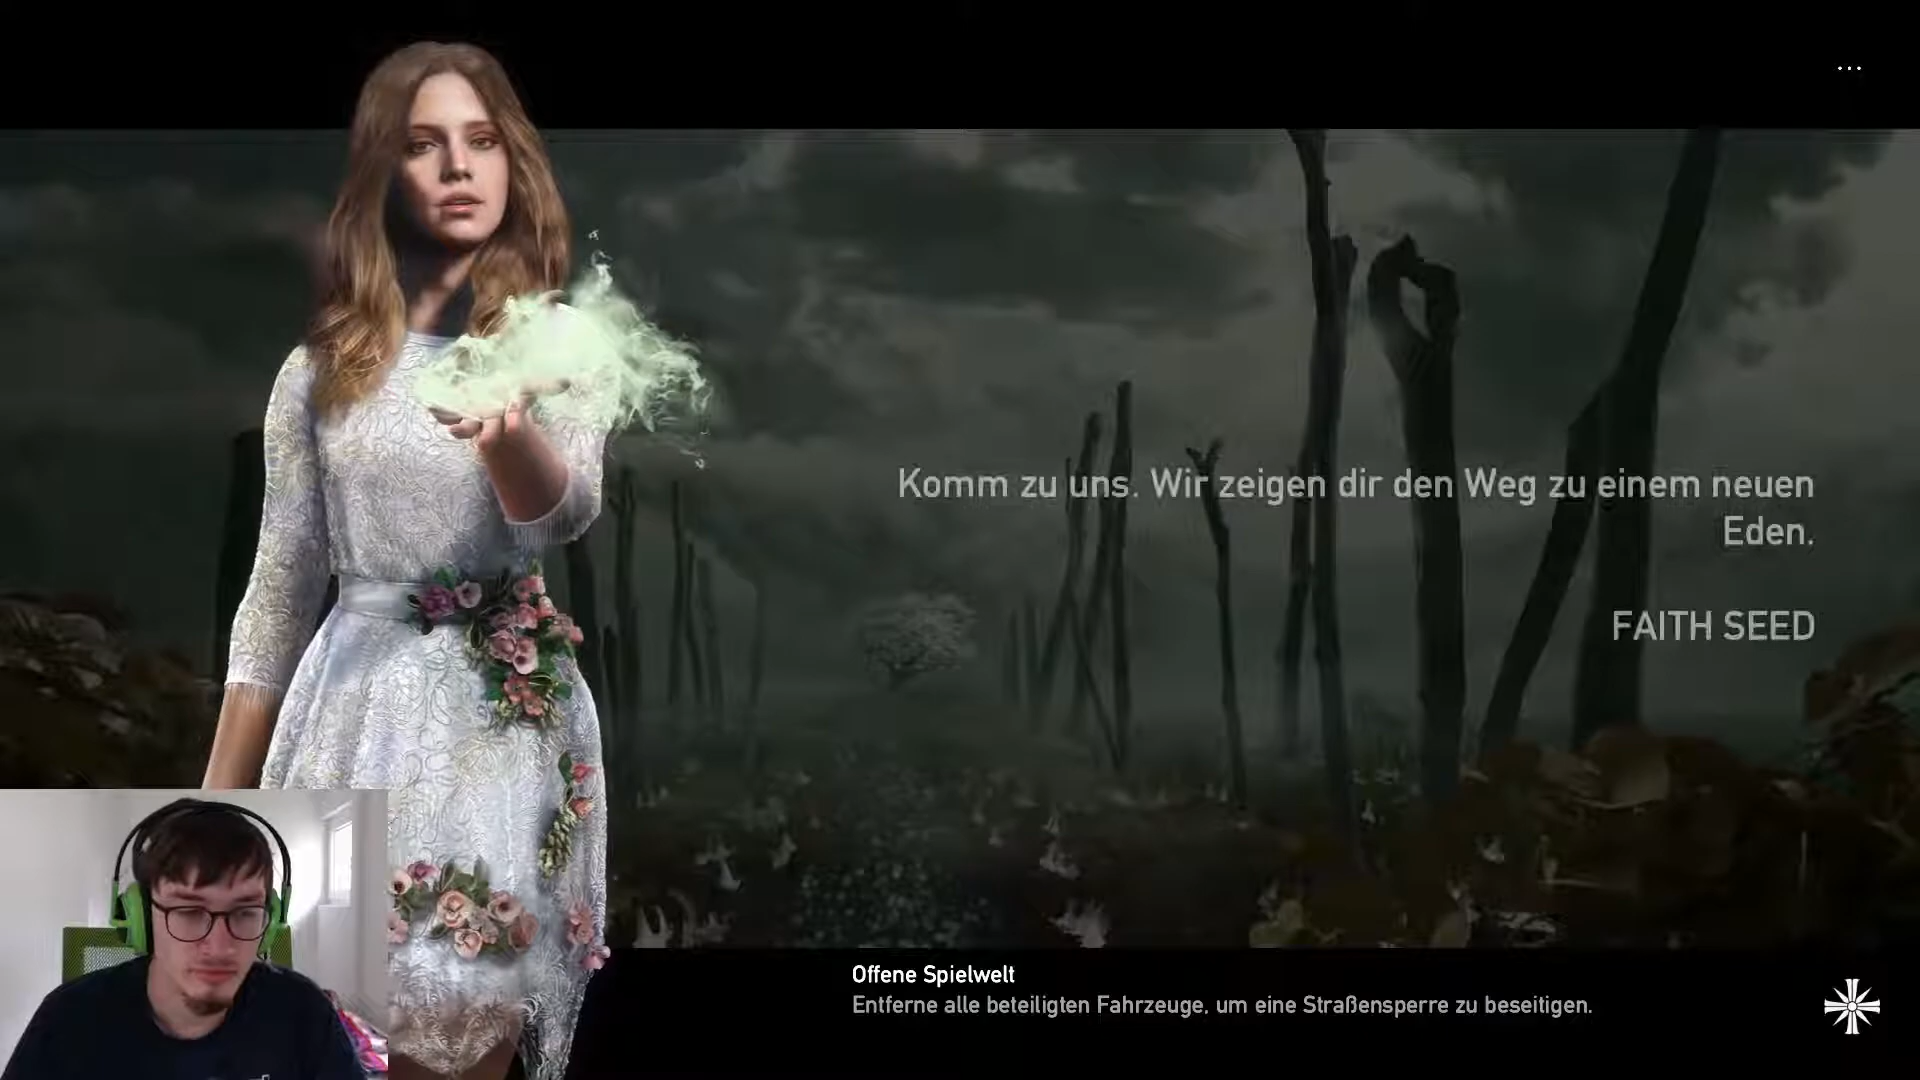 Komm zu uns. Wir zeigen dir den Weg zu einem neuen
Eden.
FAITH SEED
Offene Spielwelt
Entferne alle beteiligten Fahrzeuge, um eine Straßensperre zu beseitigen.